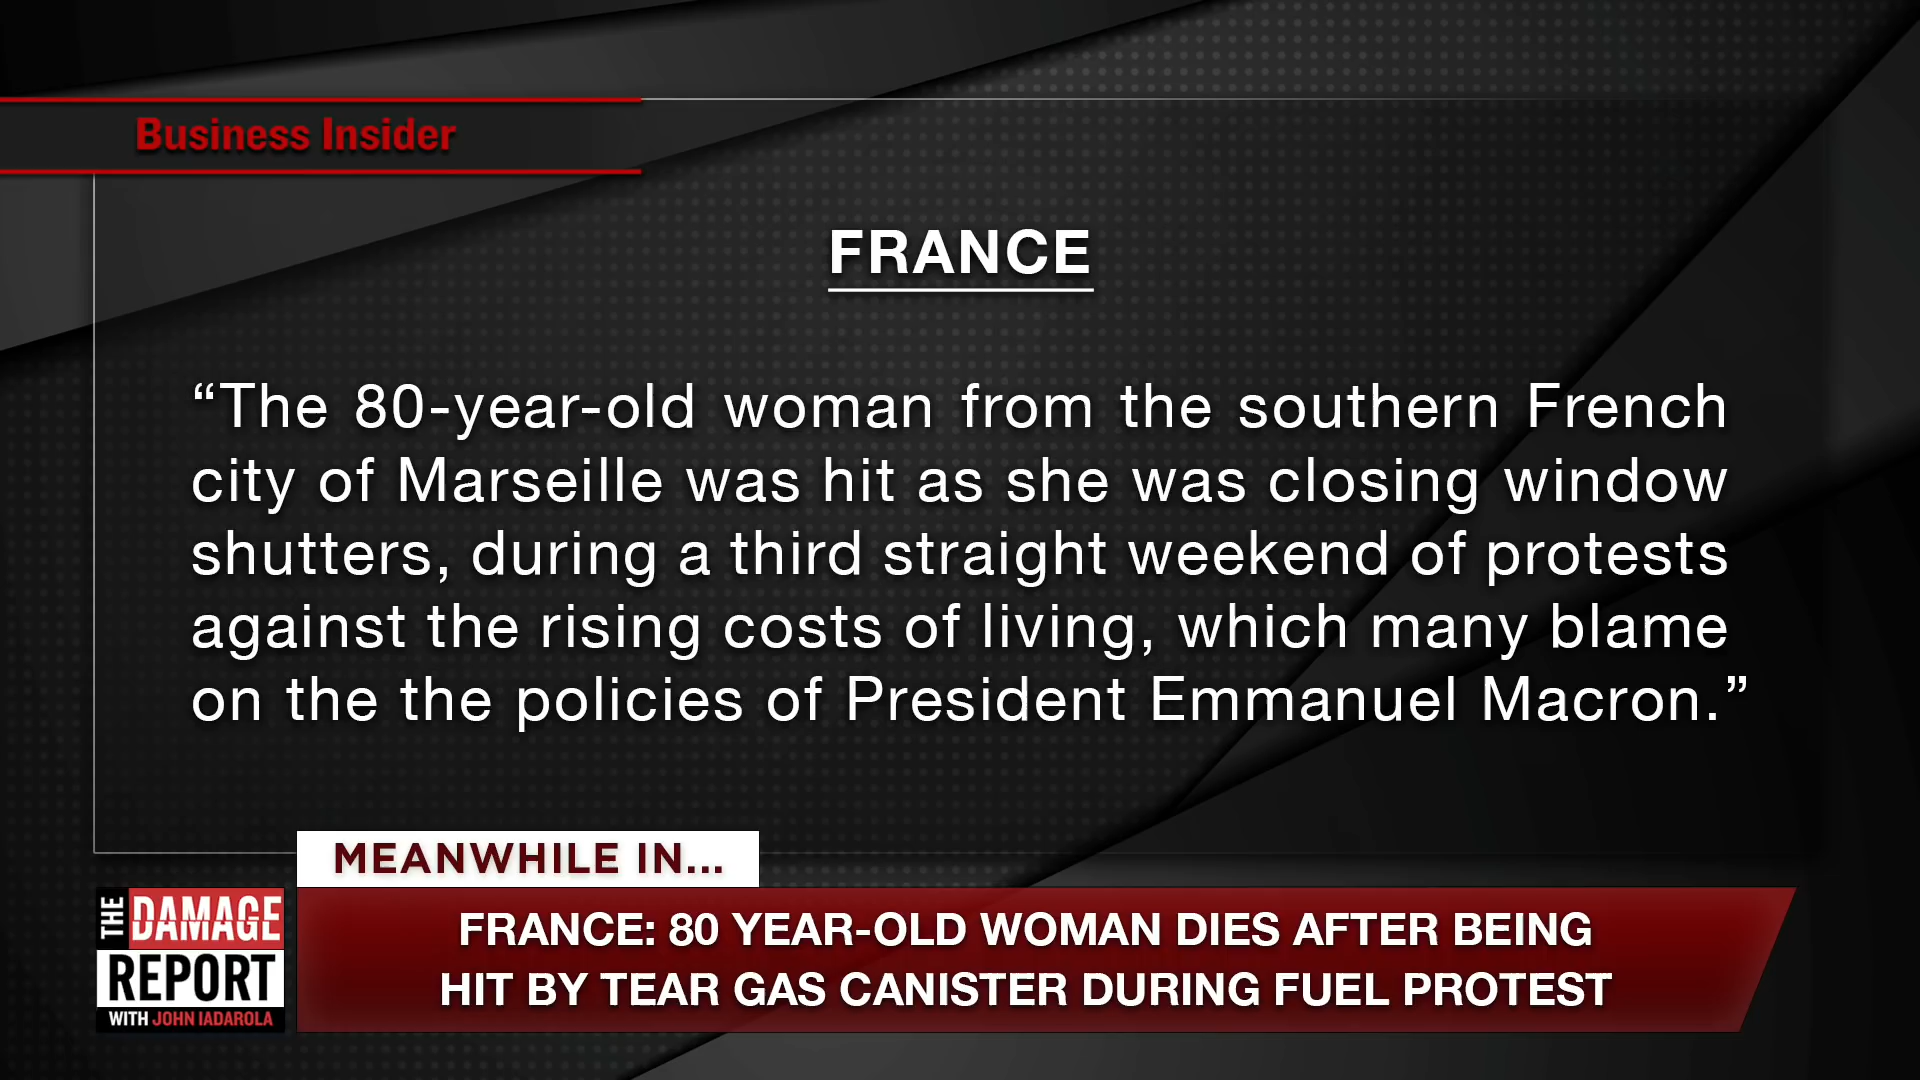 Business Insider
FRANCE
“The 80-year-old woman from the southern French
city of Marseille was hit as she was closing window
shutters, during a third straight weekend of protests
against the rising costs of living, which many blame
on the the policies of President Emmanuel Macron.”
MEANWHILE IN...
THE DAMAGE
REPORT
WITH JOHN IADAROLA
FRANCE: 80 YEAR-OLD WOMAN DIES AFTER BEING
HIT BY TEAR GAS CANISTER DURING FUEL PROTEST